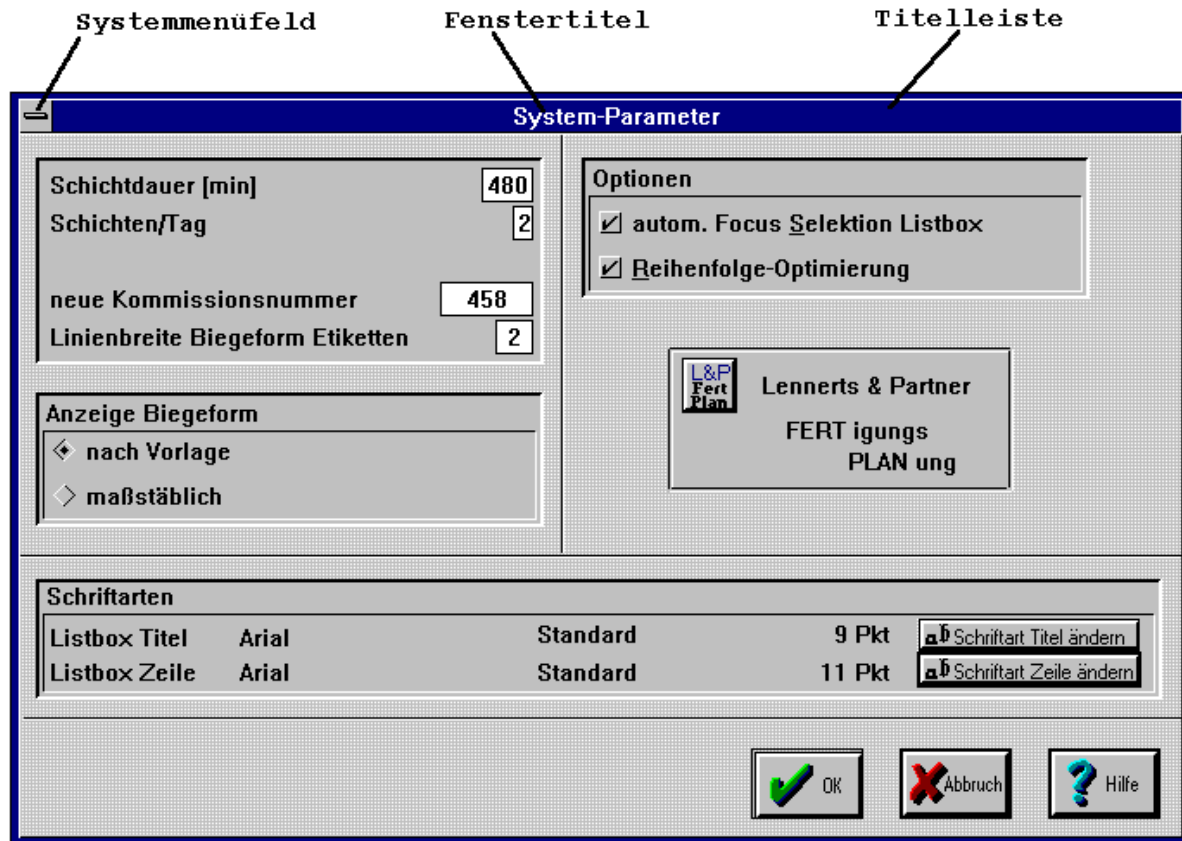 Systemmenüfeld Fenstertitel Titelleiste
System-Parameter
Schichtdauer [min] 480
Schichten/Tag 2
neue Kommissionsnummer 458
Linienbreite Biegeform Etiketten 2
Anzeige Biegeform
nach Vorlage
maßstäblich
Optionen
autom. Focus Selektion Listbox
Reihenfolge-Optimierung
L&P
Fert
Plan
Lennerts & Partner
FERT igungs
PLAN ung
Schriftarten
Listbox Titel Arial Standard 9 Pkt ab Schriftart Titel ändern
Listbox Zeile Arial Standard 11 Pkt ab Schriftart Zeile ändern
OK Abbruch ? Hilfe